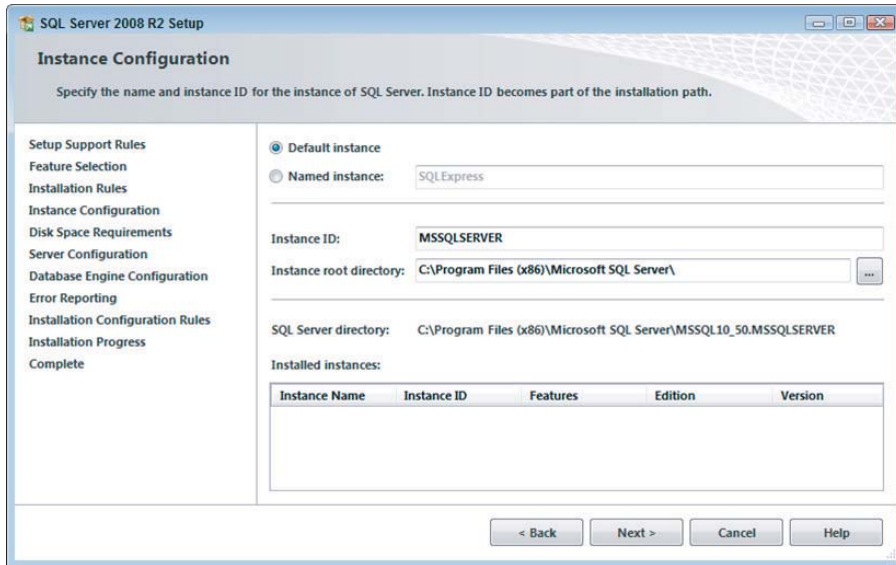 SQL Server 2008 R2 Setup
Instance Configuration
Specify the name and instance ID for the instance of SQL Server. Instance ID becomes part of the installation path.
Setup Support Rules
Feature Selection
Installation Rules
Instance Configuration
Disk Space Requirements
Server Configuration
Database Engine Configuration
Error Reporting
Installation Configuration Rules
Installation Progress
Complete
Default instance
Named instance: SQLExpress
Instance ID: MSSQLSERVER
Instance root directory: C:\Program Files (x86)\Microsoft SQL Server\ ...
SQL Server directory: C:\Program Files (x86)\Microsoft SQL Server\MSSQL10_50.MSSQLSERVER
Installed instances:
Instance Name Instance ID Features Edition Version
< Back Next > Cancel Help